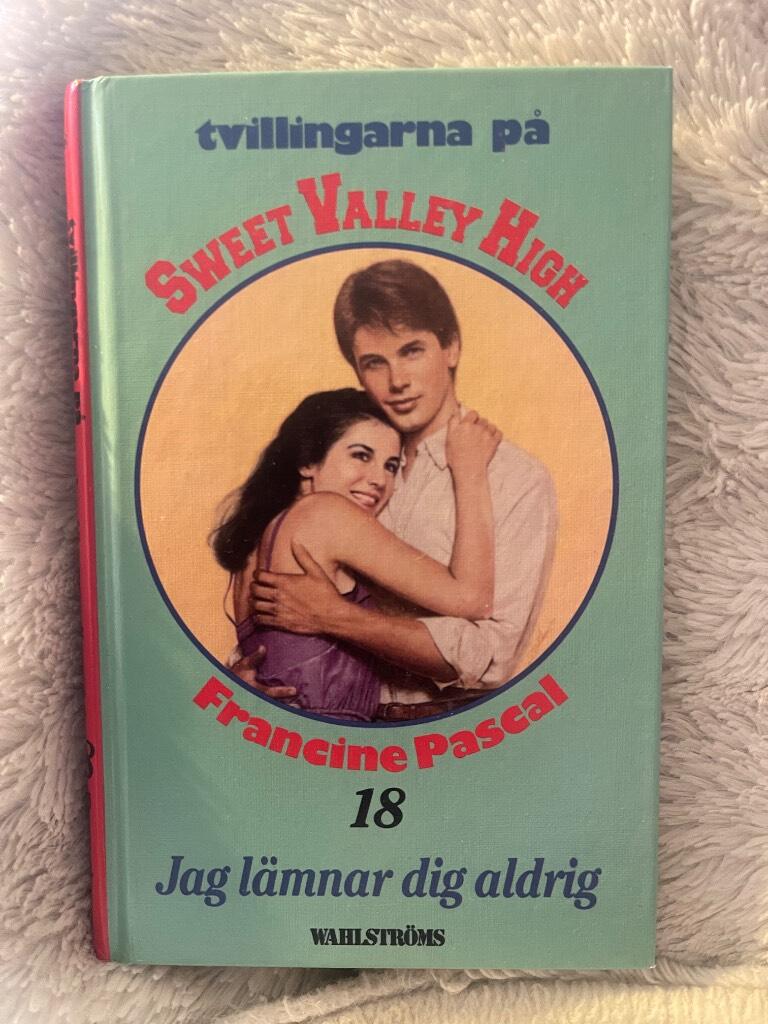 tvillingarna på
SWEET VALLEY HIGH
Francine Pascal
18
Jag lämnar dig aldrig
WAHLSTRÖMS